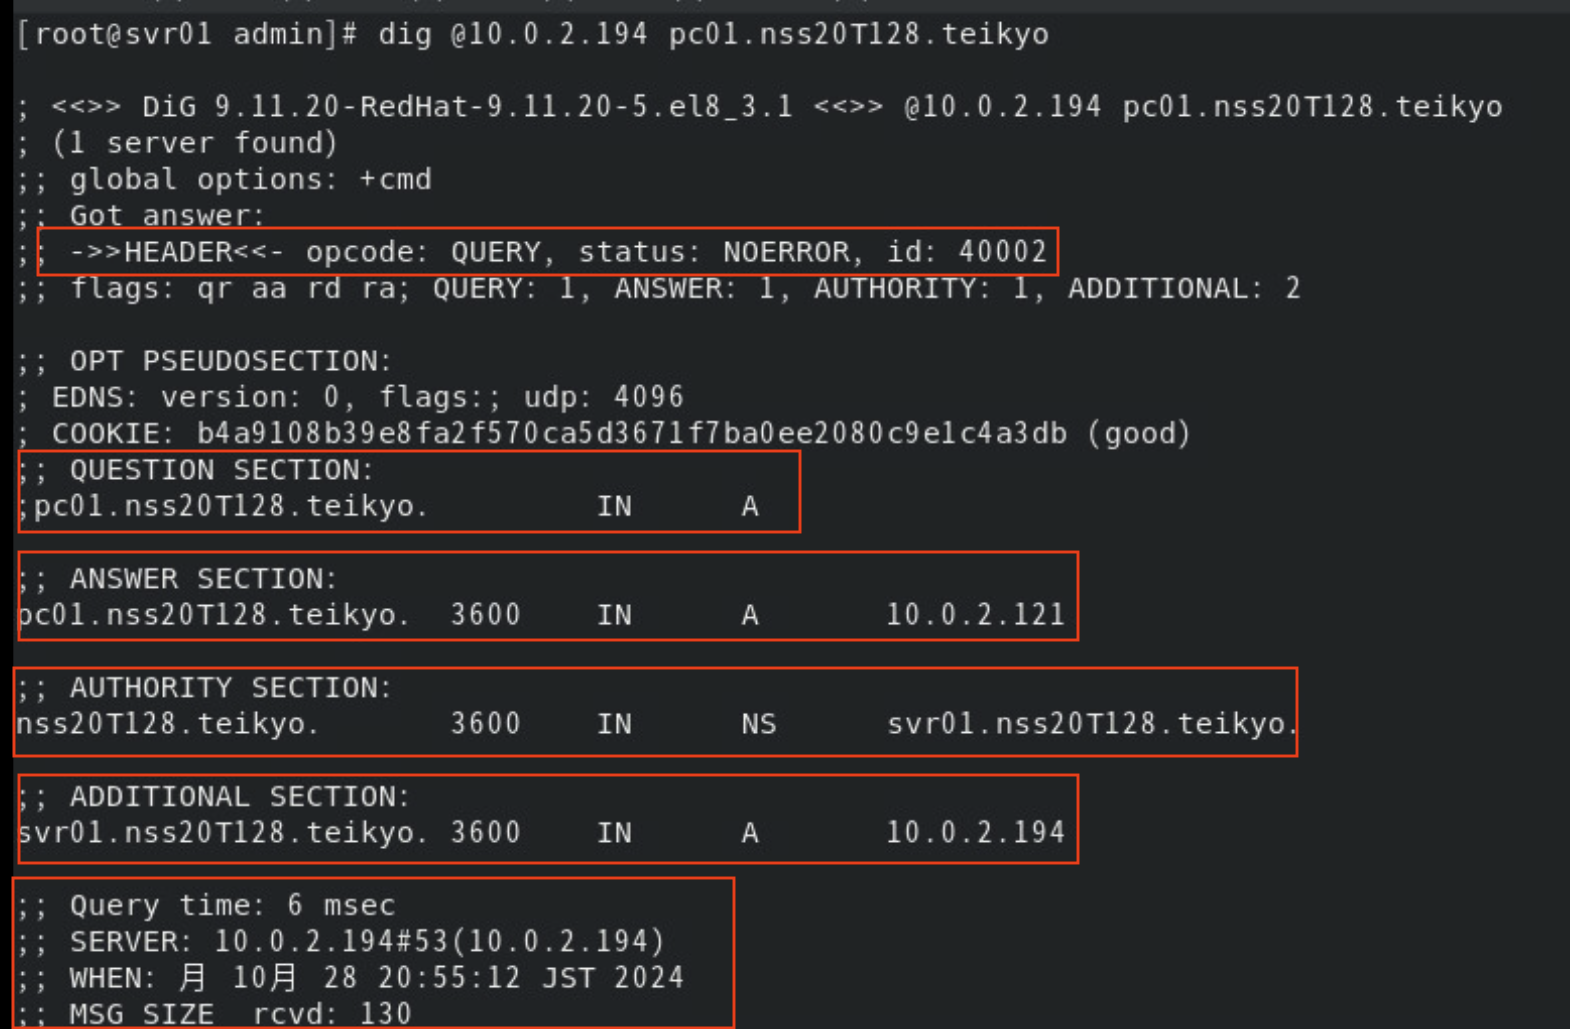 [root@svr01 admin]# dig @10.0.2.194 pc01.nss20T128.teikyo
; <<>> DiG 9.11.20-RedHat-9.11.20-5.el8_3.1 <<>> @10.0.2.194 pc01.nss20T128.teikyo
; (1 server found)
;; global options: +cmd
;; Got answer:
;; ->>HEADER<<- opcode: QUERY, status: NOERROR, id: 40002
;; flags: qr aa rd ra; QUERY: 1, ANSWER: 1, AUTHORITY: 1, ADDITIONAL: 2
;; OPT PSEUDOSECTION:
; EDNS: version: 0, flags:; udp: 4096
; COOKIE: b4a9108b39e8fa2f570ca5d3671f7ba0ee2080c9e1c4a3db (good)
;; QUESTION SECTION:
;pc01.nss20T128.teikyo. IN A
;; ANSWER SECTION:
pc01.nss20T128.teikyo. 3600 IN A 10.0.2.121
;; AUTHORITY SECTION:
nss20T128.teikyo. 3600 IN NS svr01.nss20T128.teikyo.
;; ADDITIONAL SECTION:
svr01.nss20T128.teikyo. 3600 IN A 10.0.2.194
;; Query time: 6 msec
;; SERVER: 10.0.2.194#53(10.0.2.194)
;; WHEN: 月 10月 28 20:55:12 JST 2024
;; MSG SIZE rcvd: 130